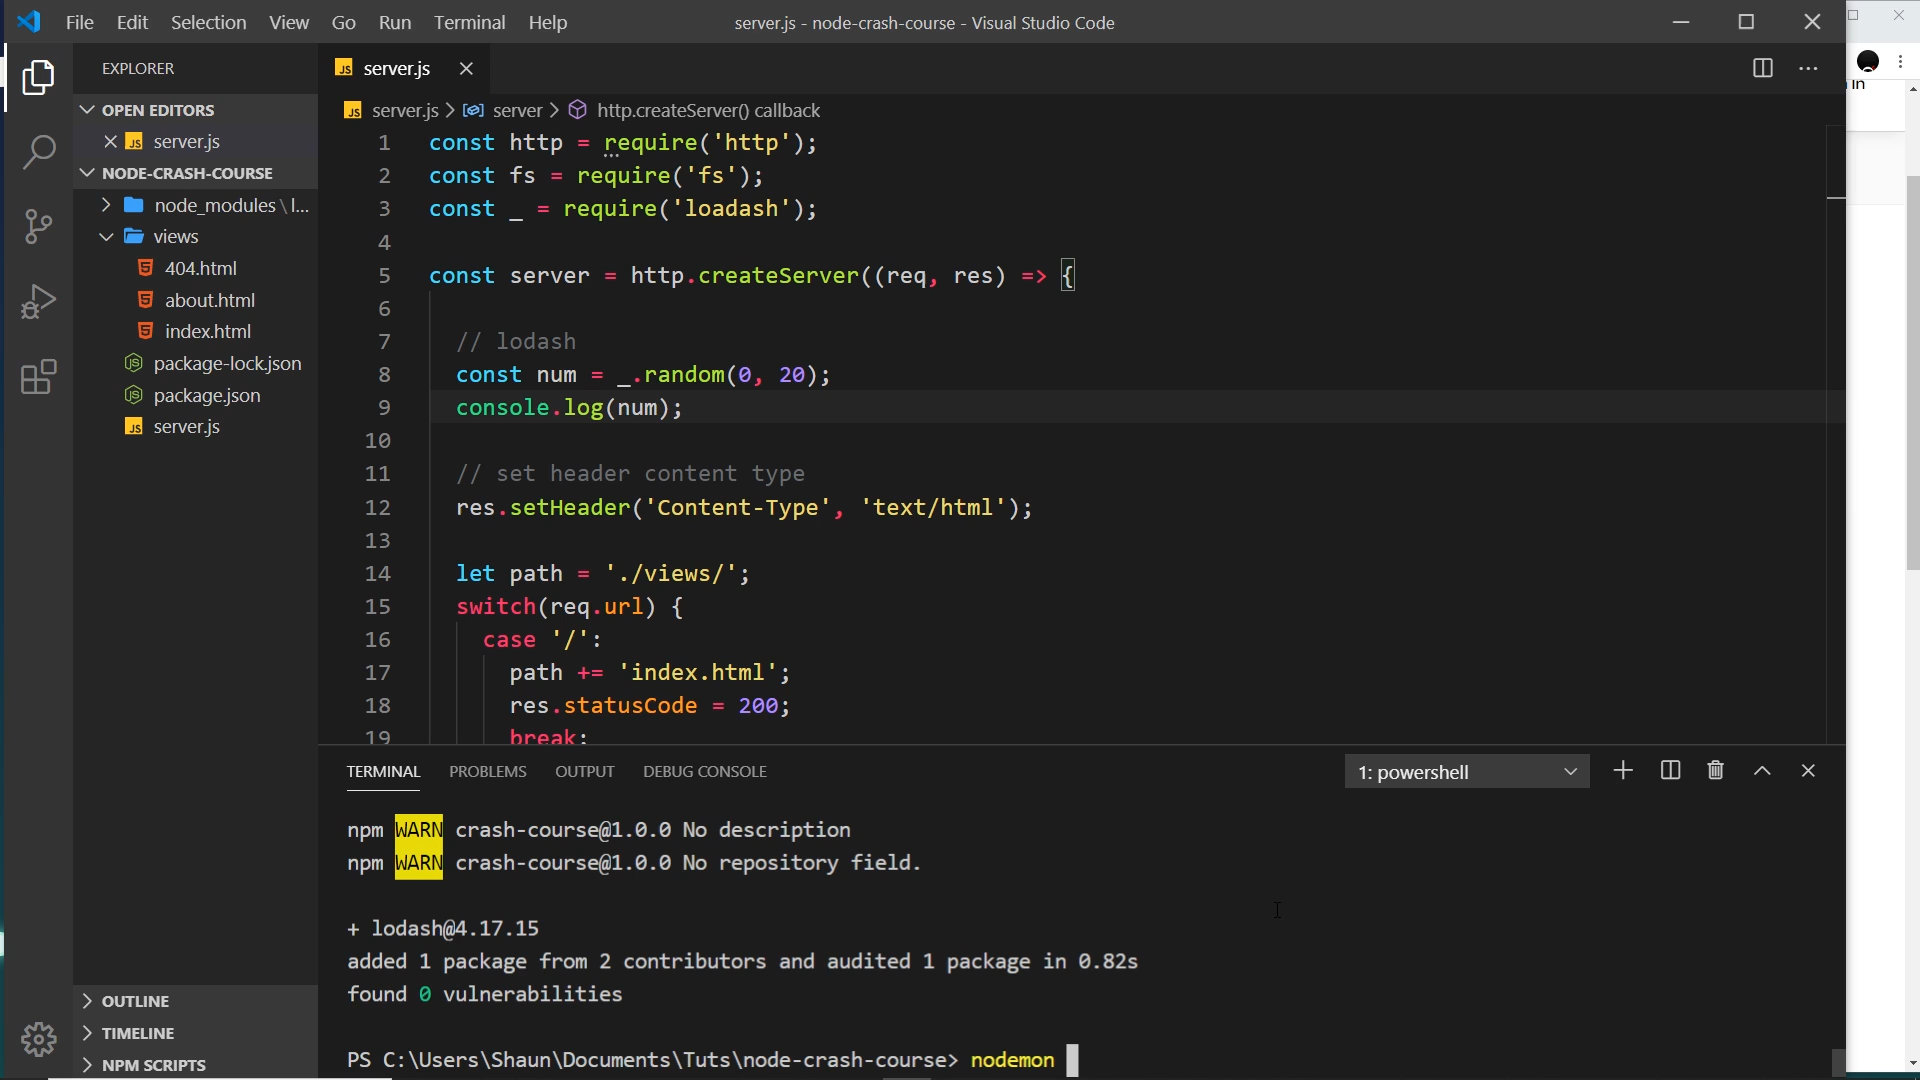 File Edit Selection View Go Run Terminal Help
server.js - node-crash-course - Visual Studio Code
EXPLORER
OPEN EDITORS
JS server.js
NODE-CRASH-COURSE
node_modules \ l...
views
404.html
about.html
index.html
package-lock.json
package.json
JS server.js
OUTLINE
TIMELINE
NPM SCRIPTS
JS server.js
JS server.js > server > http.createServer() callback
1 const http = require('http');
2 const fs = require('fs');
3 const _ = require('loadash');
4
5 const server = http.createServer((req, res) => {
6
7 // lodash
8 const num = _.random(0, 20);
9 console.log(num);
10
11 // set header content type
12 res.setHeader('Content-Type', 'text/html');
13
14 let path = './views/';
15 switch(req.url) {
16 case '/':
17 path += 'index.html';
18 res.statusCode = 200;
19 break;
TERMINAL PROBLEMS OUTPUT DEBUG CONSOLE
1: powershell
npm WARN crash-course@1.0.0 No description
npm WARN crash-course@1.0.0 No repository field.
+ lodash@4.17.15
added 1 package from 2 contributors and audited 1 package in 0.82s
found 0 vulnerabilities
PS C:\Users\Shaun\Documents\Tuts\node-crash-course> nodemon
in